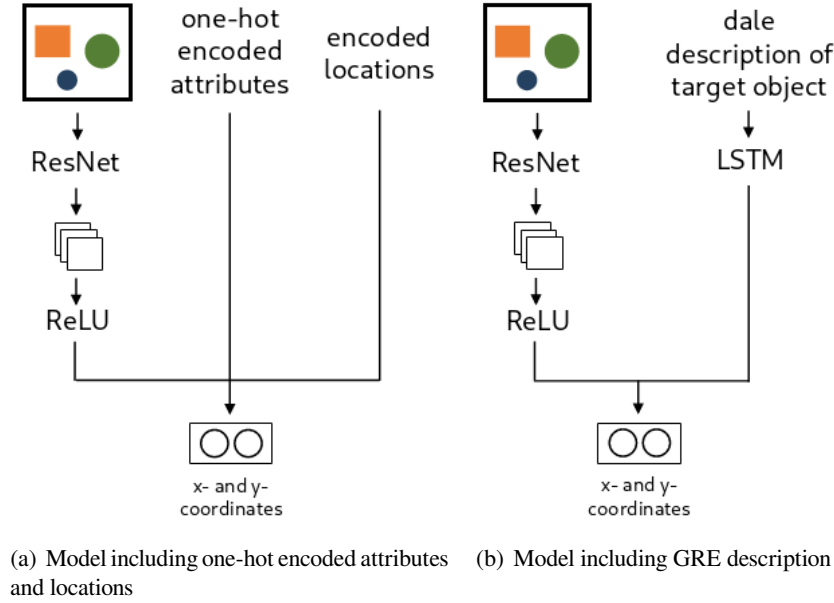 one-hot
encoded
attributes
encoded
locations
ResNet
ReLU
x- and y-
coordinates
(a) Model including one-hot encoded attributes
and locations
dale
description of
target object
ResNet
LSTM
ReLU
x- and y-
coordinates
(b) Model including GRE description